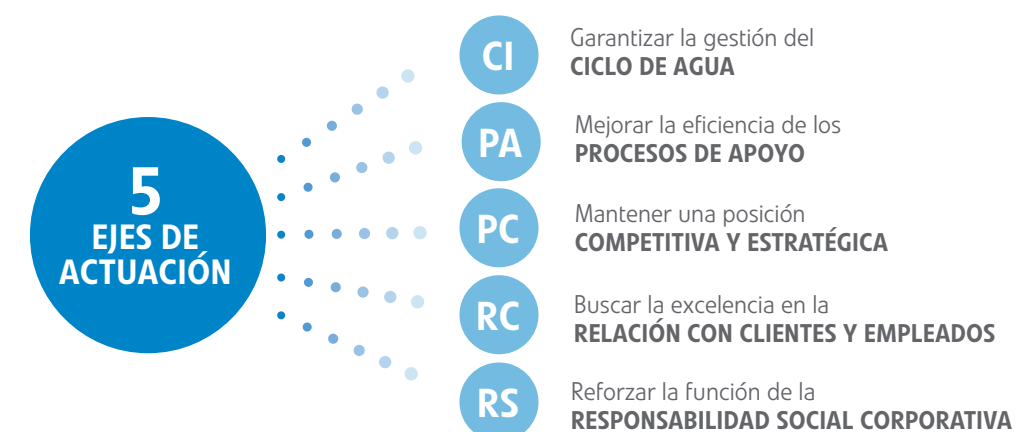 5
EJES DE
ACTUACIÓN
CI
Garantizar la gestión del
CICLO DE AGUA
PA
Mejorar la eficiencia de los
PROCESOS DE APOYO
PC
Mantener una posición
COMPETITIVA Y ESTRATÉGICA
RC
Buscar la excelencia en la
RELACIÓN CON CLIENTES Y EMPLEADOS
RS
Reforzar la función de la
RESPONSABILIDAD SOCIAL CORPORATIVA